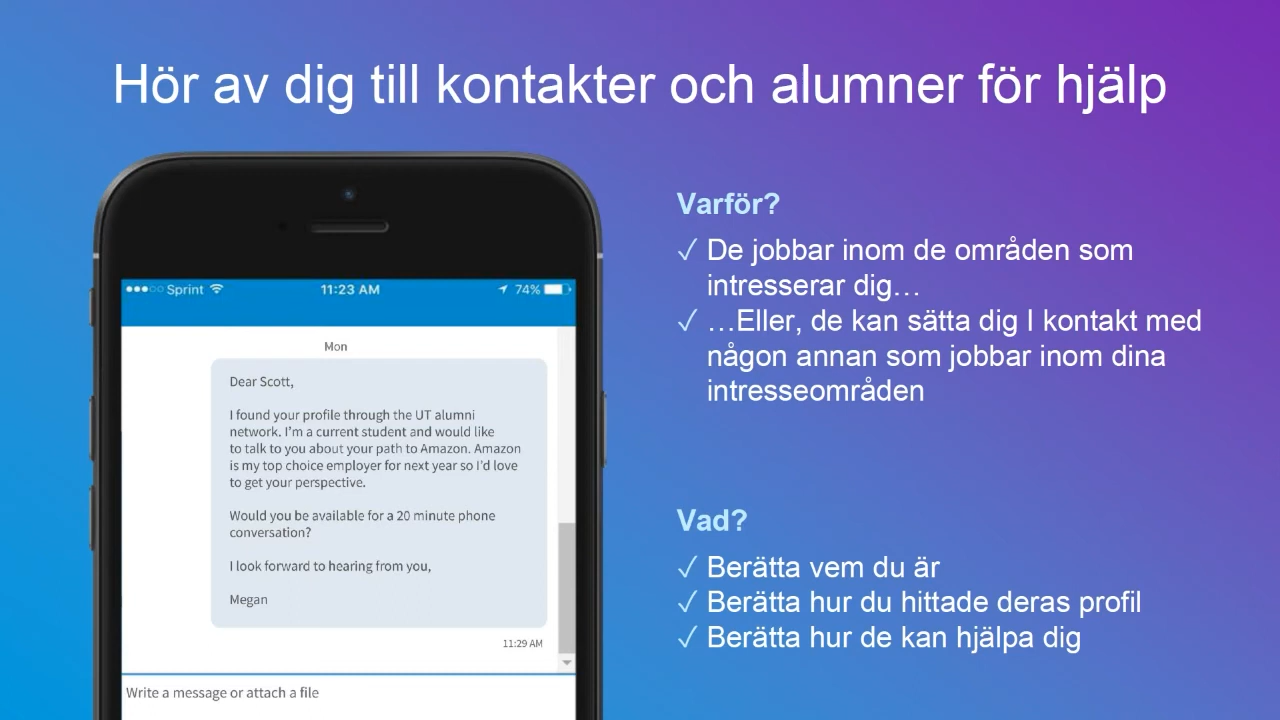 Hör av dig till kontakter och alumner för hjälp
Sprint
11:23 AM
74%
Mon
Dear Scott,
I found your profile through the UT alumni
network. I'm a current student and would like
to talk to you about your path to Amazon. Amazon
is my top choice employer for next year so I'd love
to get your perspective.
Would you be available for a 20 minute phone
conversation?
I look forward to hearing from you,
Megan
11:29 AM
Write a message or attach a file
Varför?
✓ De jobbar inom de områden som
intresserar dig…
✓ …Eller, de kan sätta dig I kontakt med
någon annan som jobbar inom dina
intresseområden
Vad?
✓ Berätta vem du är
✓ Berätta hur du hittade deras profil
✓ Berätta hur de kan hjälpa dig